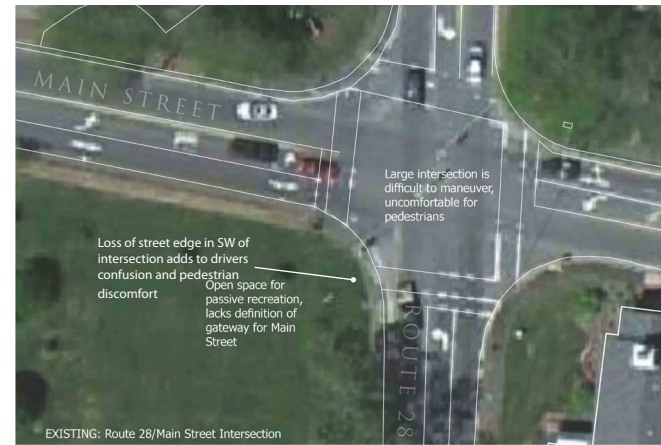 MAIN STREET
Large intersection is
difficult to maneuver,
uncomfortable for
pedestrians
Loss of street edge in SW of
intersection adds to drivers
confusion and pedestrian
discomfort
Open space for
passive recreation,
lacks definition of
gateway for Main
Street
ROUTE 28
EXISTING: Route 28/Main Street Intersection